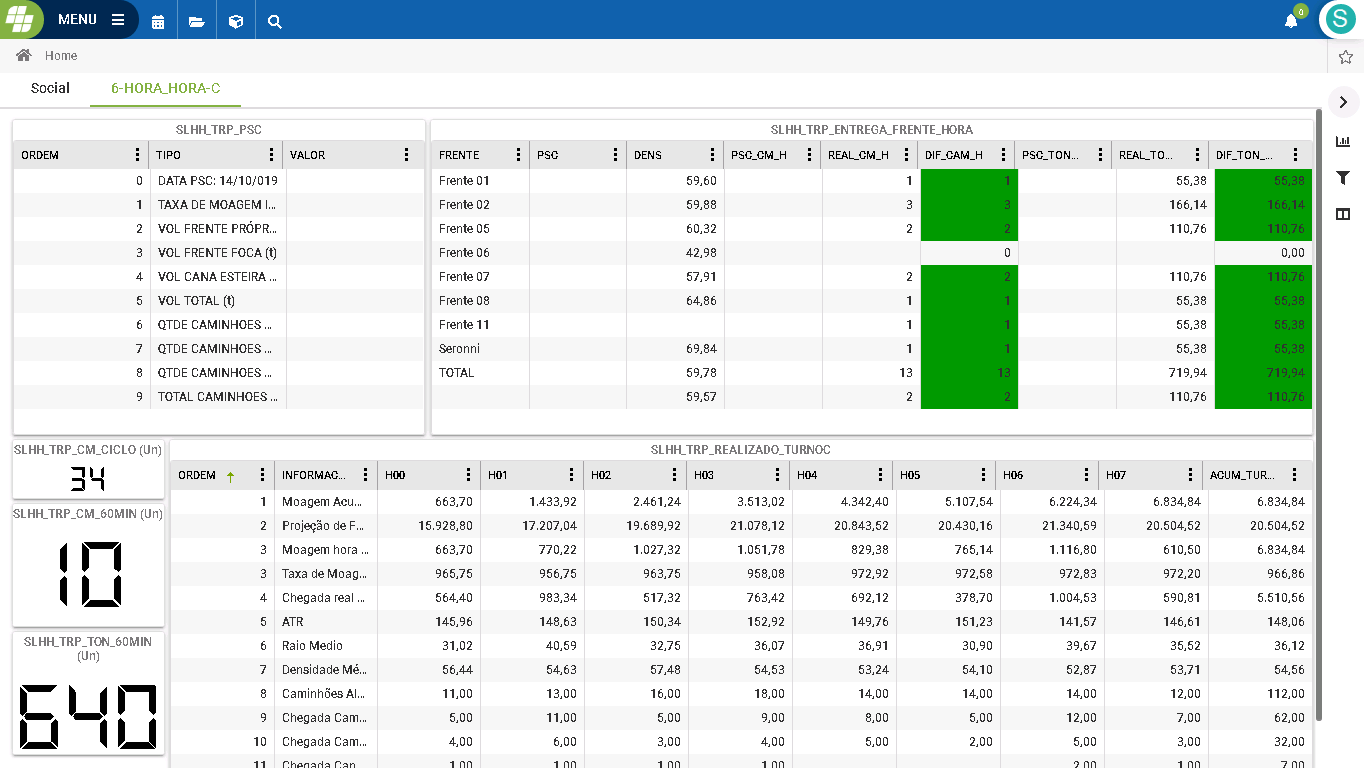 MENU
0
S
Home
Social 6-HORA_HORA-C
SLHH_TRP_PSC
ORDEM TIPO VALOR
0 DATA PSC: 14/10/019
1 TAXA DE MOAGEM I...
2 VOL FRENTE PRÓPR...
3 VOL FRENTE FOCA (t)
4 VOL CANA ESTEIRA ...
5 VOL TOTAL (t)
6 QTDE CAMINHOES ...
7 QTDE CAMINHOES ...
8 QTDE CAMINHOES ...
9 TOTAL CAMINHOES ...
SLHH_TRP_ENTREGA_FRENTE_HORA
FRENTE PSC DENS PSC_CM_H REAL_CM_H DIF_CAM_H PSC_TON... REAL_TO... DIF_TON_...
Frente 01 59,60 1 1 55,38 55,38
Frente 02 59,88 3 3 166,14 166,14
Frente 05 60,32 2 2 110,76 110,76
Frente 06 42,98 0 0,00
Frente 07 57,91 2 2 110,76 110,76
Frente 08 64,86 1 1 55,38 55,38
Frente 11 1 1 55,38 55,38
Seronni 69,84 1 1 55,38 55,38
TOTAL 59,78 13 13 719,94 719,94
59,57 2 2 110,76 110,76
SLHH_TRP_CM_CICLO (Un)
34
SLHH_TRP_CM_60MIN (Un)
10
SLHH_TRP_TON_60MIN
(Un)
640
SLHH_TRP_REALIZADO_TURNOC
ORDEM INFORMAC... H00 H01 H02 H03 H04 H05 H06 H07 ACUM_TUR...
1 Moagem Acu... 663,70 1.433,92 2.461,24 3.513,02 4.342,40 5.107,54 6.224,34 6.834,84 6.834,84
2 Projeção de F... 15.928,80 17.207,04 19.689,92 21.078,12 20.843,52 20.430,16 21.340,59 20.504,52 20.504,52
3 Moagem hora ... 663,70 770,22 1.027,32 1.051,78 829,38 765,14 1.116,80 610,50 6.834,84
3 Taxa de Moag... 965,75 956,75 963,75 958,08 972,92 972,58 972,83 972,20 966,86
4 Chegada real ... 564,40 983,34 517,32 763,42 692,12 378,70 1.004,53 590,81 5.510,56
5 ATR 145,96 148,63 150,34 152,92 149,76 151,23 141,57 146,61 148,06
6 Raio Medio 31,02 40,59 32,75 36,07 36,91 30,90 39,67 35,52 36,12
7 Densidade Mé... 56,44 54,63 57,48 54,53 53,24 54,10 52,87 53,71 54,56
8 Caminhões Al... 11,00 13,00 16,00 18,00 14,00 14,00 14,00 12,00 112,00
9 Chegada Cam... 5,00 11,00 5,00 9,00 8,00 5,00 12,00 7,00 62,00
10 Chegada Cam... 4,00 6,00 3,00 4,00 5,00 2,00 5,00 3,00 32,00
11 Chegada Can... 1,00 1,00 1,00 1,00 2,00 1,00 7,00